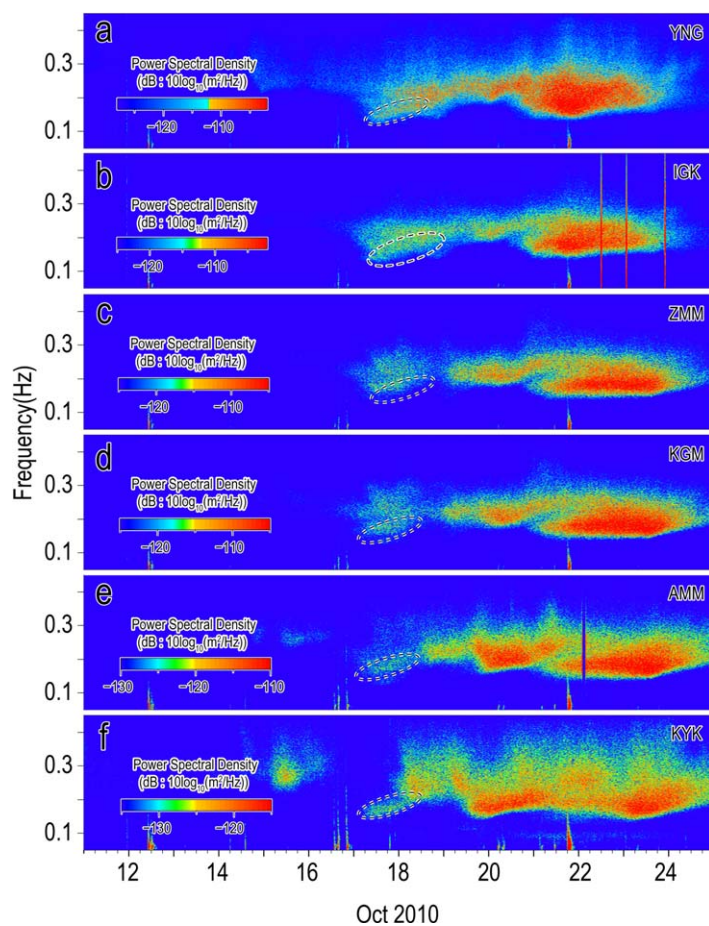 a
YNG
0.3
0.1
Power Spectral Density
(dB : 10log₁₀(m²/Hz)
−120 −110
b
IGK
0.3
0.1
Power Spectral Density
(dB : 10log₁₀(m²/Hz)
−120 −110
c
ZMM
0.3
0.1
Power Spectral Density
(dB : 10log₁₀(m²/Hz)
−120 −110
Frequency(Hz)
d
KGM
0.3
0.1
Power Spectral Density
(dB : 10log₁₀(m²/Hz)
−120 −110
e
AMM
0.3
0.1
Power Spectral Density
(dB : 10log₁₀(m²/Hz)
−130 −120 −110
f
KYK
0.3
0.1
Power Spectral Density
(dB : 10log₁₀(m²/Hz)
−130 −120
12 14 16 18 20 22 24
Oct 2010